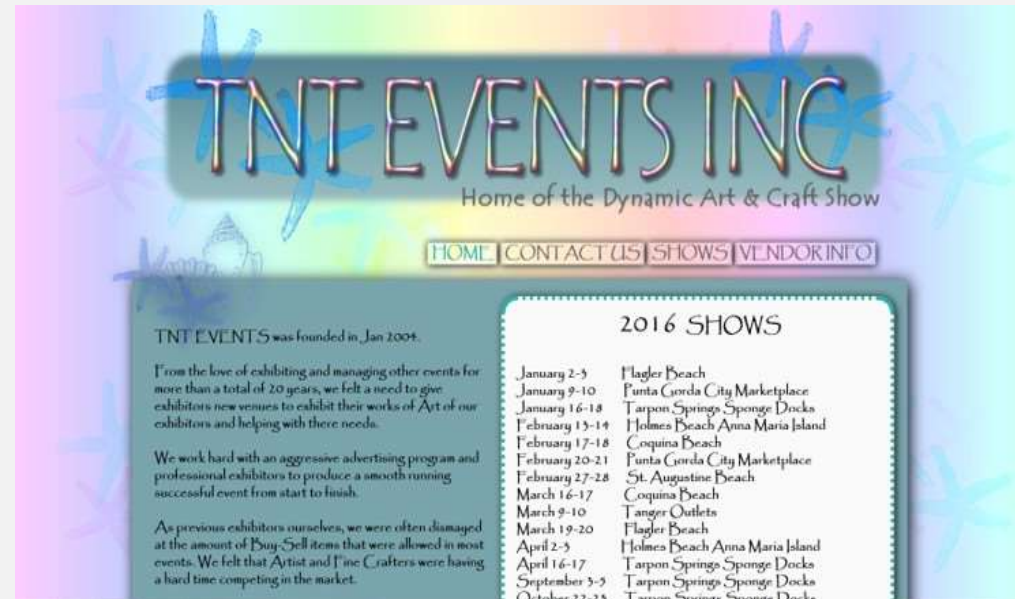 TNT EVENTS INC
Home of the Dynamic Art & Craft Show
HOME CONTACT US SHOWS VENDOR INFO
TNT EVENTS was founded in Jan 2004.
From the love of exhibiting and managing other events for
more than a total of 20 years, we felt a need to give
exhibitors new venues to exhibit their works of Art of our
exhibitors and helping with there needs.
We work hard with an aggressive advertising program and
professional exhibitors to produce a smooth running
successful event from start to finish.
As previous exhibitors ourselves, we were often dismayed
at the amount of Buy-Sell items that were allowed in most
events. We felt that Artist and Fine Crafters were having
a hard time competing in the market.
2016 SHOWS
January 2-3 Flagler Beach
January 9-10 Punta Gorda City Marketplace
January 16-18 Tarpon Springs Sponge Docks
February 13-14 Holmes Beach Anna Maria Island
February 17-18 Coquina Beach
February 20-21 Punta Gorda City Marketplace
February 27-28 St. Augustine Beach
March 16-17 Coquina Beach
March 9-10 Tanger Outlets
March 19-20 Flagler Beach
April 2-3 Holmes Beach Anna Maria Island
April 16-17 Tarpon Springs Sponge Docks
September 3-5 Tarpon Springs Sponge Docks
October 22-23 Tarpon Springs Sponge Docks